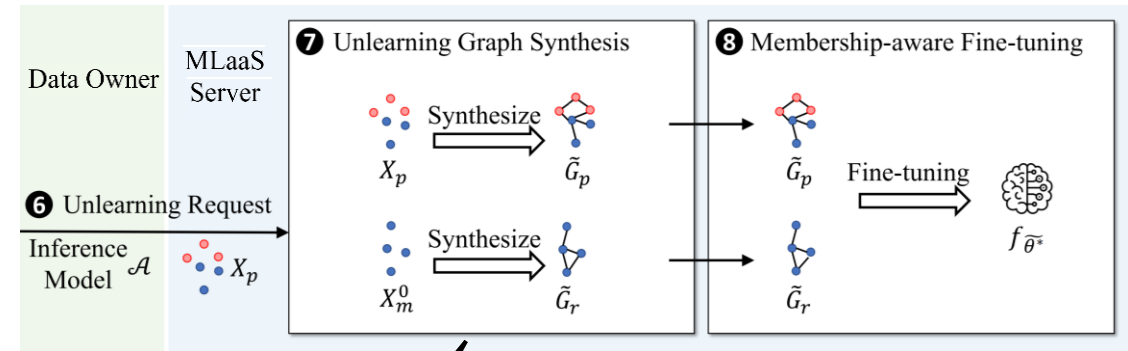 Data Owner
MLaaS
Server
❻ Unlearning Request
Inference
Model 𝒜
X_p
❼ Unlearning Graph Synthesis
Synthesize
X_p
G̃_p
Synthesize
X_m^0
G̃_r
❽ Membership-aware Fine-tuning
G̃_p
Fine-tuning
f_θ̃*
G̃_r